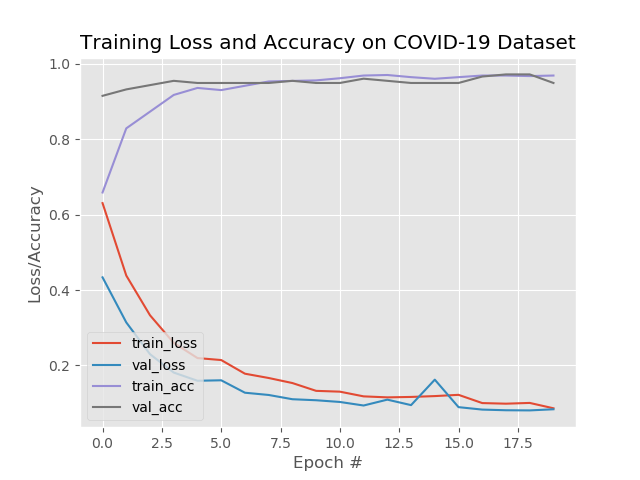 Training Loss and Accuracy on COVID-19 Dataset
1.0
0.8
0.6
0.4
0.2
Loss/Accuracy
train_loss
val_loss
train_acc
val_acc
0.0 2.5 5.0 7.5 10.0 12.5 15.0 17.5
Epoch #